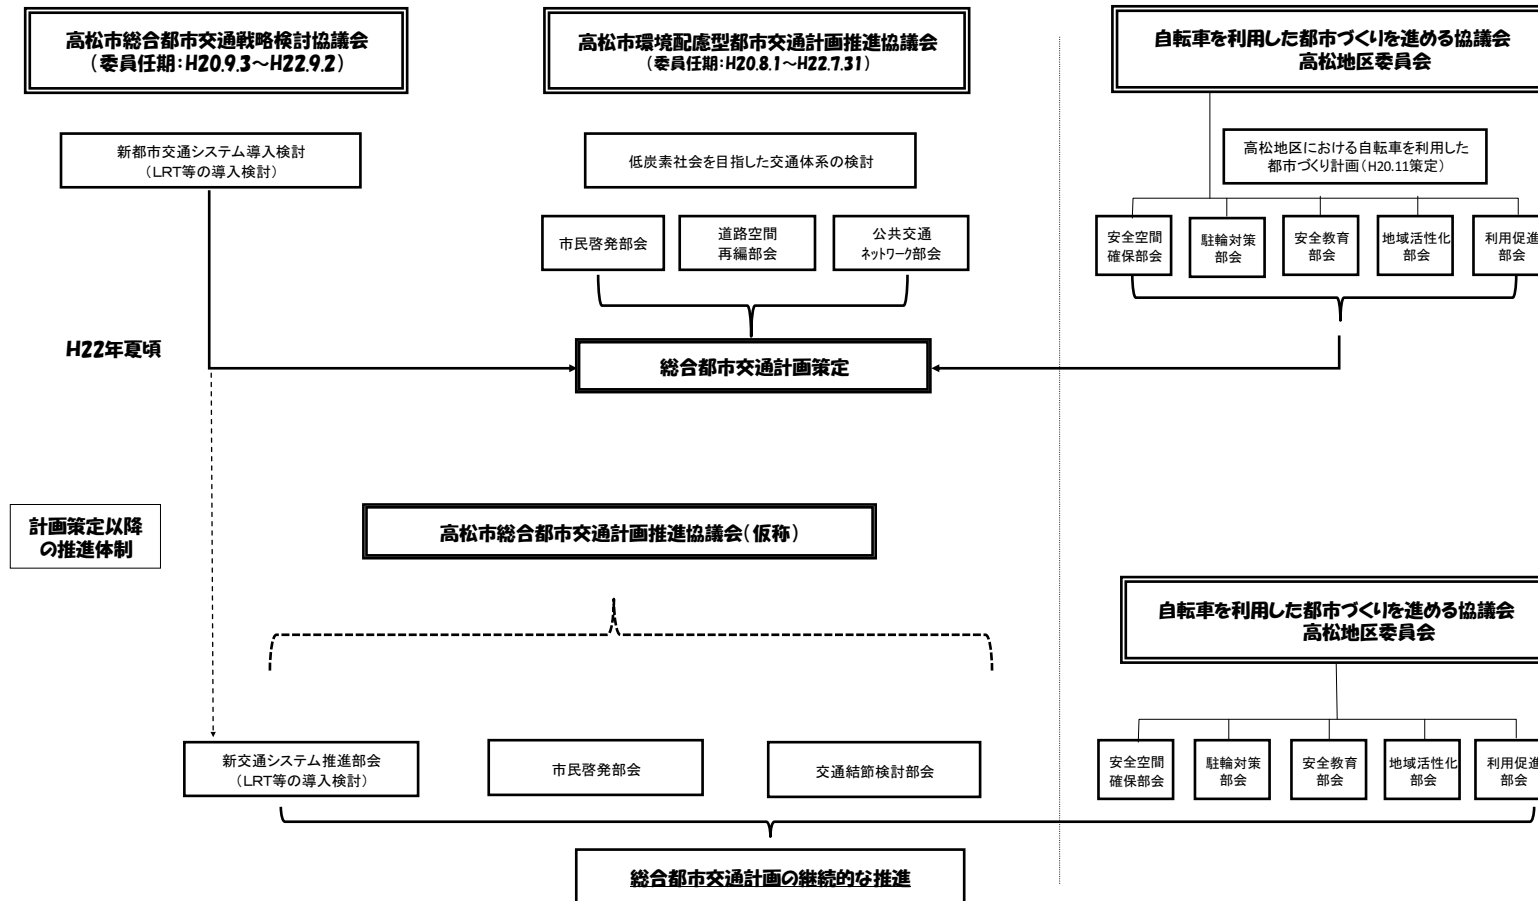 高松市総合都市交通戦略検討協議会
（委員任期：H20.9.3～H22.9.2）
高松市環境配慮型都市交通計画推進協議会
（委員任期：H20.8.1～H22.7.31）
自転車を利用した都市づくりを進める協議会
高松地区委員会
新都市交通システム導入検討
（LRT等の導入検討）
低炭素社会を目指した交通体系の検討
高松地区における自転車を利用した
都市づくり計画（H20.11策定）
市民啓発部会
道路空間
再編部会
公共交通
ネットワーク部会
安全空間
確保部会
駐輪対策
部会
安全教育
部会
地域活性化
部会
利用促進
部会
H22年夏頃
総合都市交通計画策定
計画策定以降
の推進体制
高松市総合都市交通計画推進協議会（仮称）
自転車を利用した都市づくりを進める協議会
高松地区委員会
新交通システム推進部会
（LRT等の導入検討）
市民啓発部会
交通結節検討部会
安全空間
確保部会
駐輪対策
部会
安全教育
部会
地域活性化
部会
利用促進
部会
総合都市交通計画の継続的な推進